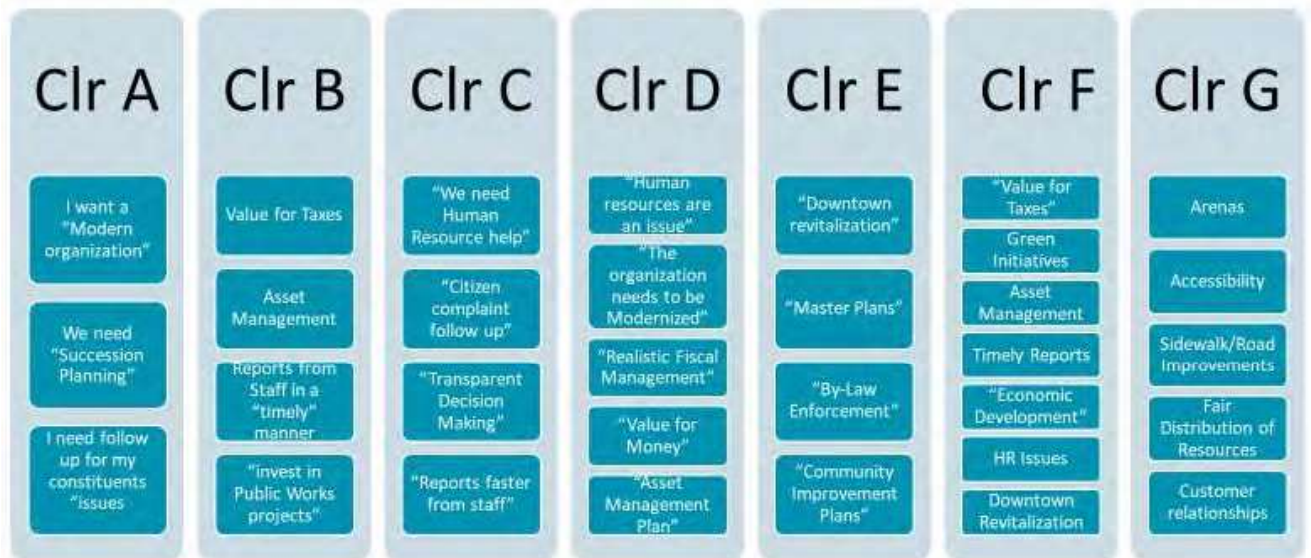 Clr A
I want a
"Modern
organization"
We need
"Succession
Planning"
I need follow
up for my
constituents
"issues
Clr B
Value for Taxes
Asset
Management
Reports from
Staff in a
"timely"
manner
"invest in
Public Works
projects"
Clr C
"We need
Human
Resource help"
"Citizen
complaint
follow up"
"Transparent
Decision
Making"
"Reports faster
from staff"
Clr D
"Human
resources are
an issue"
"The
organization
needs to be
Modernized"
"Realistic Fiscal
Management"
"Value for
Money"
"Asset
Management
Plan"
Clr E
"Downtown
revitalization"
"Master Plans"
"By-Law
Enforcement"
"Community
Improvement
Plans"
Clr F
"Value for
Taxes"
Green
Initiatives
Asset
Management
Timely Reports
"Economic
Development"
HR Issues
Downtown
Revitalization
Clr G
Arenas
Accessibility
Sidewalk/Road
Improvements
Fair
Distribution of
Resources
Customer
relationships